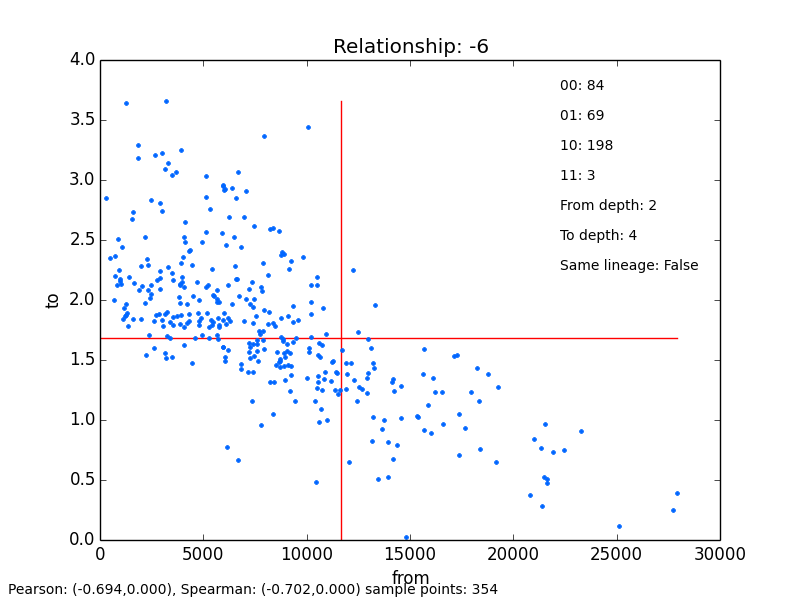 Relationship: -6
4.0
3.5
3.0
2.5
2.0
1.5
1.0
0.5
0.0
to
00: 84
01: 69
10: 198
11: 3
From depth: 2
To depth: 4
Same lineage: False
0 5000 10000 15000 20000 25000 30000
from
Pearson: (-0.694,0.000), Spearman: (-0.702,0.000) sample points: 354